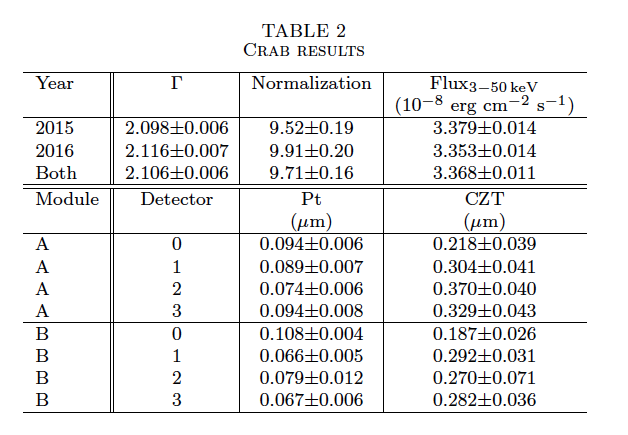 TABLE 2
Crab results
Year Γ Normalization Flux3−50 keV
(10−8 erg cm−2 s−1)
2015 2.098±0.006 9.52±0.19 3.379±0.014
2016 2.116±0.007 9.91±0.20 3.353±0.014
Both 2.106±0.006 9.71±0.16 3.368±0.011
Module Detector Pt CZT
(μm) (μm)
A 0 0.094±0.006 0.218±0.039
A 1 0.089±0.007 0.304±0.041
A 2 0.074±0.006 0.370±0.040
A 3 0.094±0.008 0.329±0.043
B 0 0.108±0.004 0.187±0.026
B 1 0.066±0.005 0.292±0.031
B 2 0.079±0.012 0.270±0.071
B 3 0.067±0.006 0.282±0.036